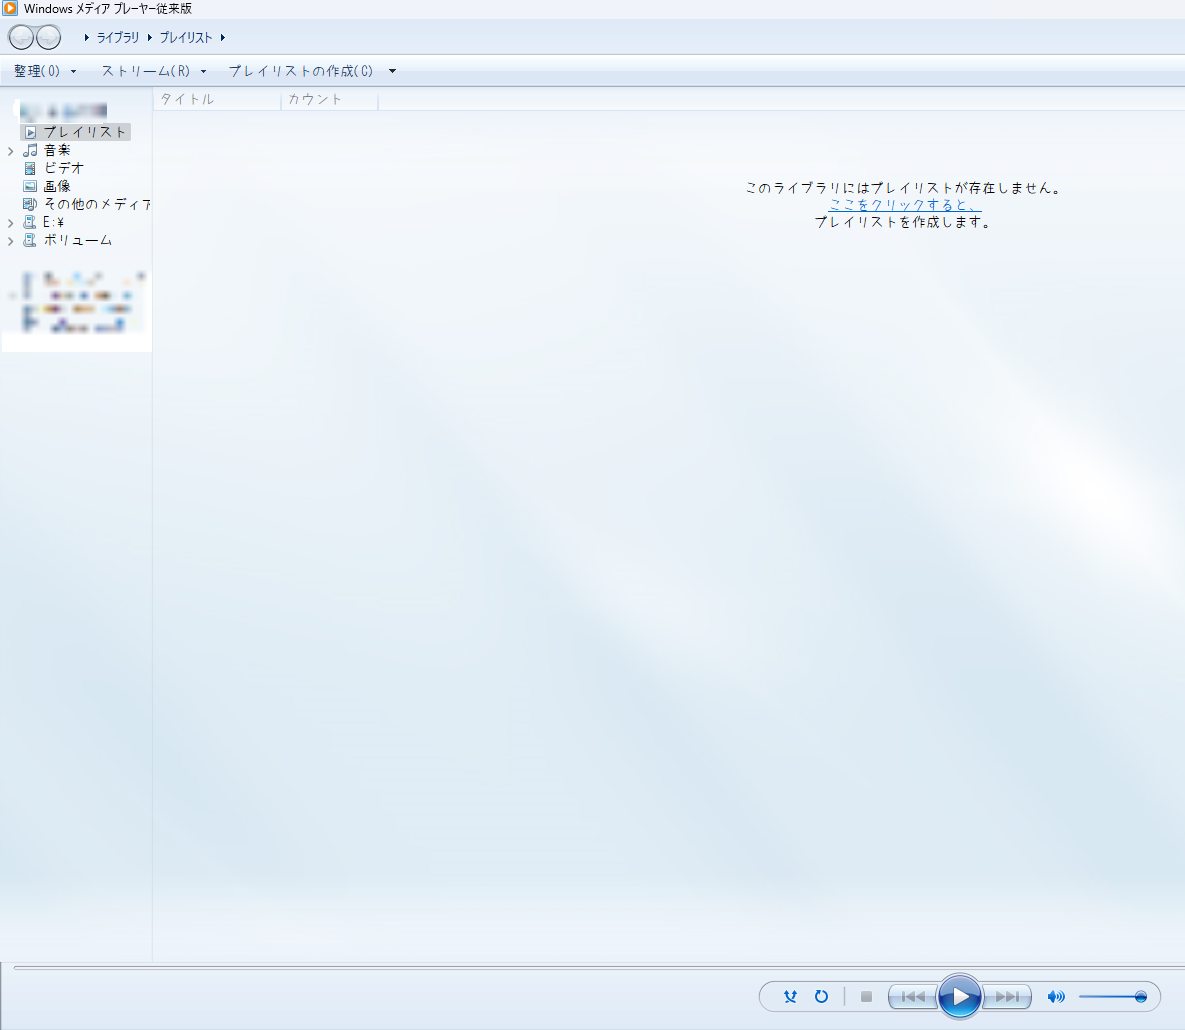 Windows メディア プレーヤー従来版
ライブラリ プレイリスト
整理(O) ストリーム(R) プレイリストの作成(C)
タイトル カウント
プレイリスト
音楽
ビデオ
画像
その他のメディア
E:¥
ボリューム
このライブラリにはプレイリストが存在しません。
ここをクリックすると、
プレイリストを作成します。